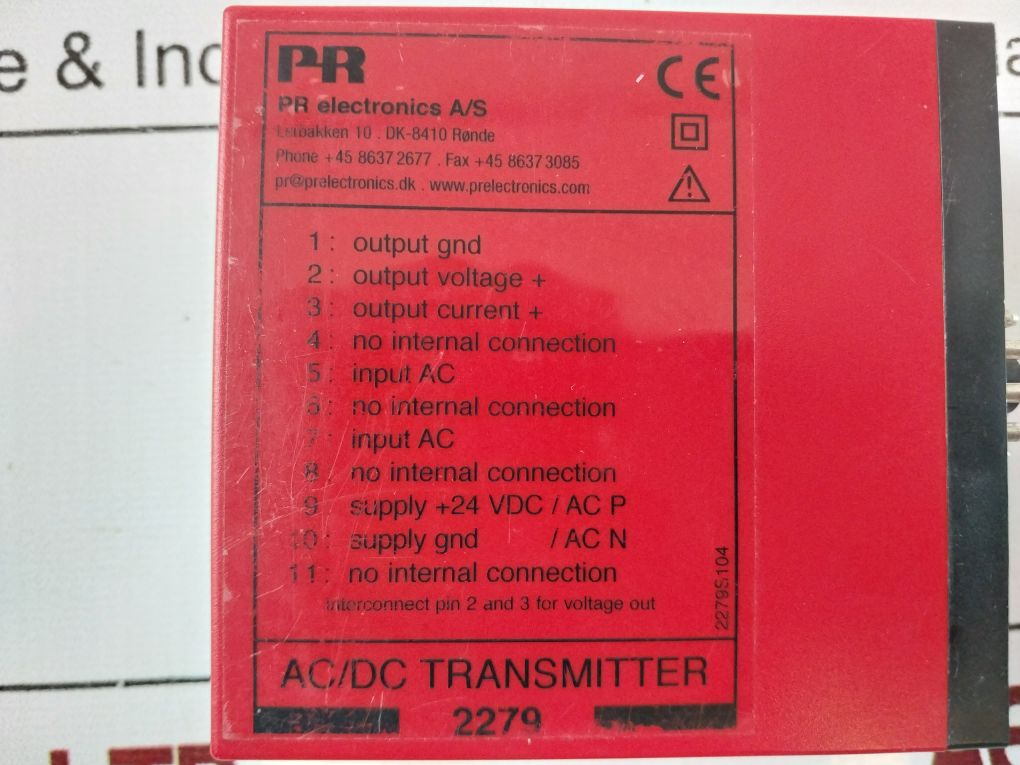 e & Ind
PR
CE
PR electronics A/S
Lerbakken 10 . DK-8410 Rønde
Phone +45 8637 2677 . Fax +45 8637 3085
pr@prelectronics.dk . www.prelectronics.com
1 : output gnd
2 : output voltage +
3 : output current +
4 : no internal connection
5 : input AC
6 : no internal connection
7 : input AC
8 : no internal connection
9 : supply +24 VDC / AC P
10 : supply gnd / AC N
11 : no internal connection
Interconnect pin 2 and 3 for voltage out
2279S104
AC/DC TRANSMITTER
2279